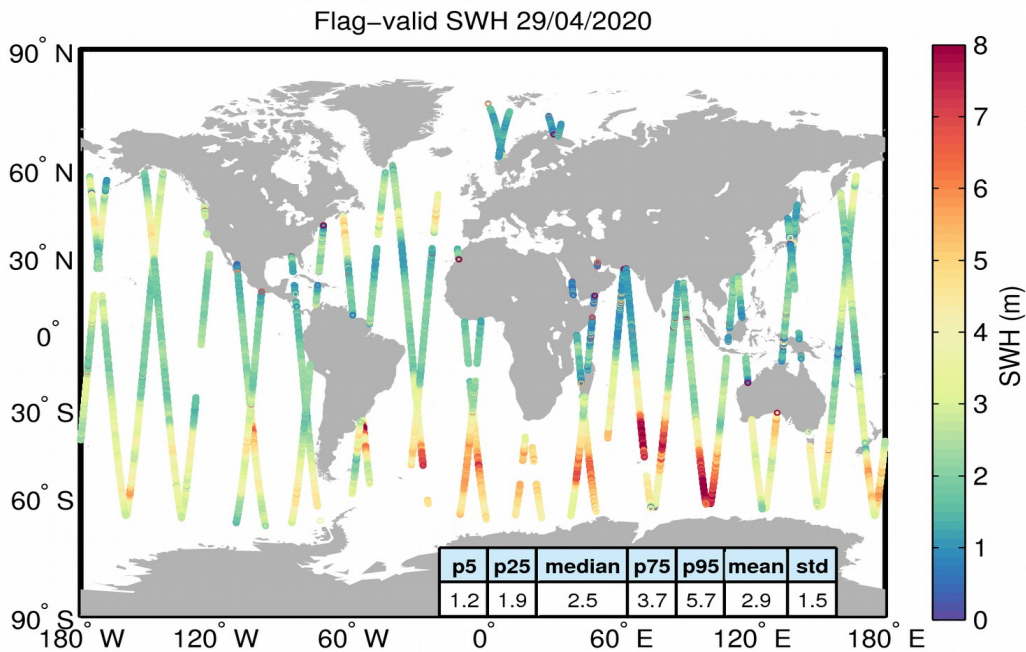 Flag−valid SWH 29/04/2020
90° N
60° N
30° N
0°
30° S
60° S
90° S
180° W
120° W
60° W
0°
60° E
120° E
180° E
p5 p25 median p75 p95 mean std
1.2 1.9 2.5 3.7 5.7 2.9 1.5
8
7
6
5
4
3
2
1
0
SWH (m)